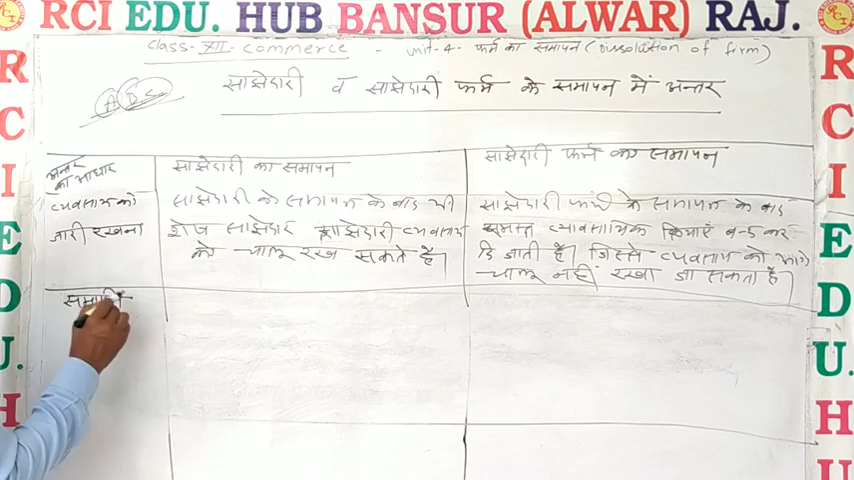 RCI EDU. HUB BANSUR (ALWAR) RAJ.
Class-XII-Commerce - Unit-4- फर्म का समापन (Dissolution of firm)
साझेदारी व साझेदारी फर्म के समापन में अन्तर
अन्तर का आधार
साझेदारी का समापन
साझेदारी फर्म का समापन
व्यवसाय को
जारी रखना
साझेदारी के समापन के बाद भी
शेष साझेदार साझेदारी व्यवसाय
को चालू रख सकते है।
साझेदारी फर्म के समापन के बाद
समस्त व्यावसायिक क्रियाएं बन्द कर
दि जाती है। जिससे व्यवसाय को आगे
चालू नहीं रखा जा सकता है।
समाप्ति
R
C
I
E
D
U.
H
R
C
I
E
D
U.
H
U